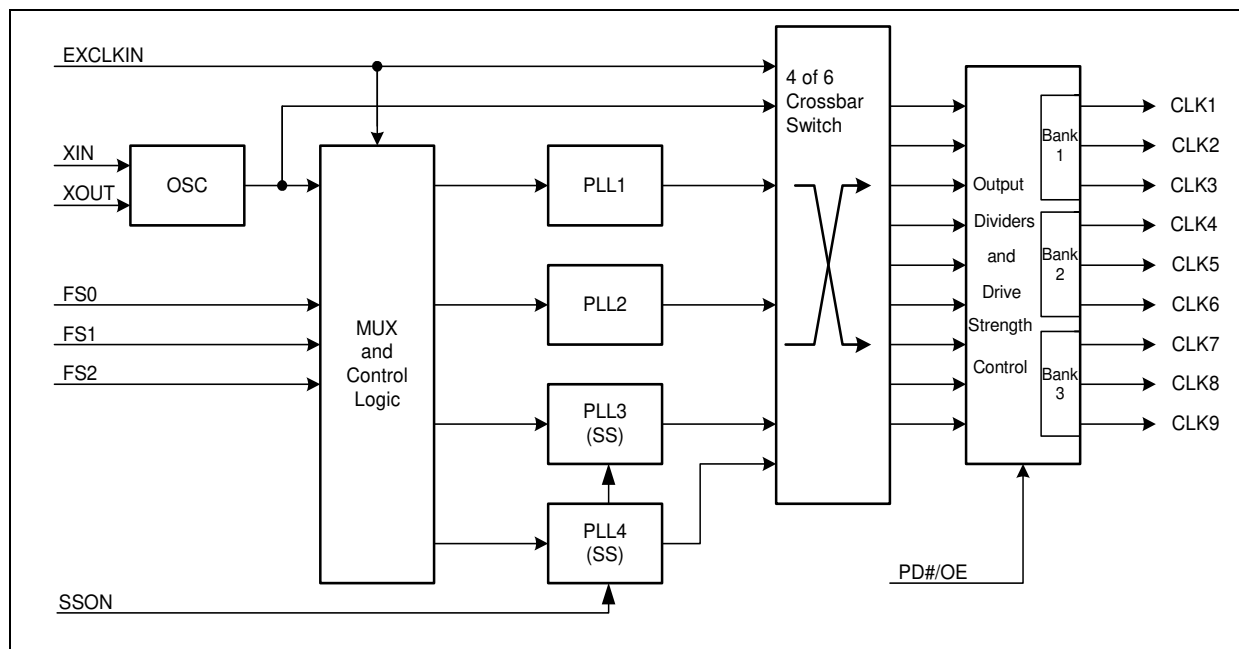 EXCLKIN
XIN
XOUT
OSC
FS0
FS1
FS2
SSON
MUX
and
Control
Logic
PLL1
PLL2
PLL3
(SS)
PLL4
(SS)
4 of 6
Crossbar
Switch
Output
Dividers
and
Drive
Strength
Control
Bank
1
Bank
2
Bank
3
PD#/OE
CLK1
CLK2
CLK3
CLK4
CLK5
CLK6
CLK7
CLK8
CLK9